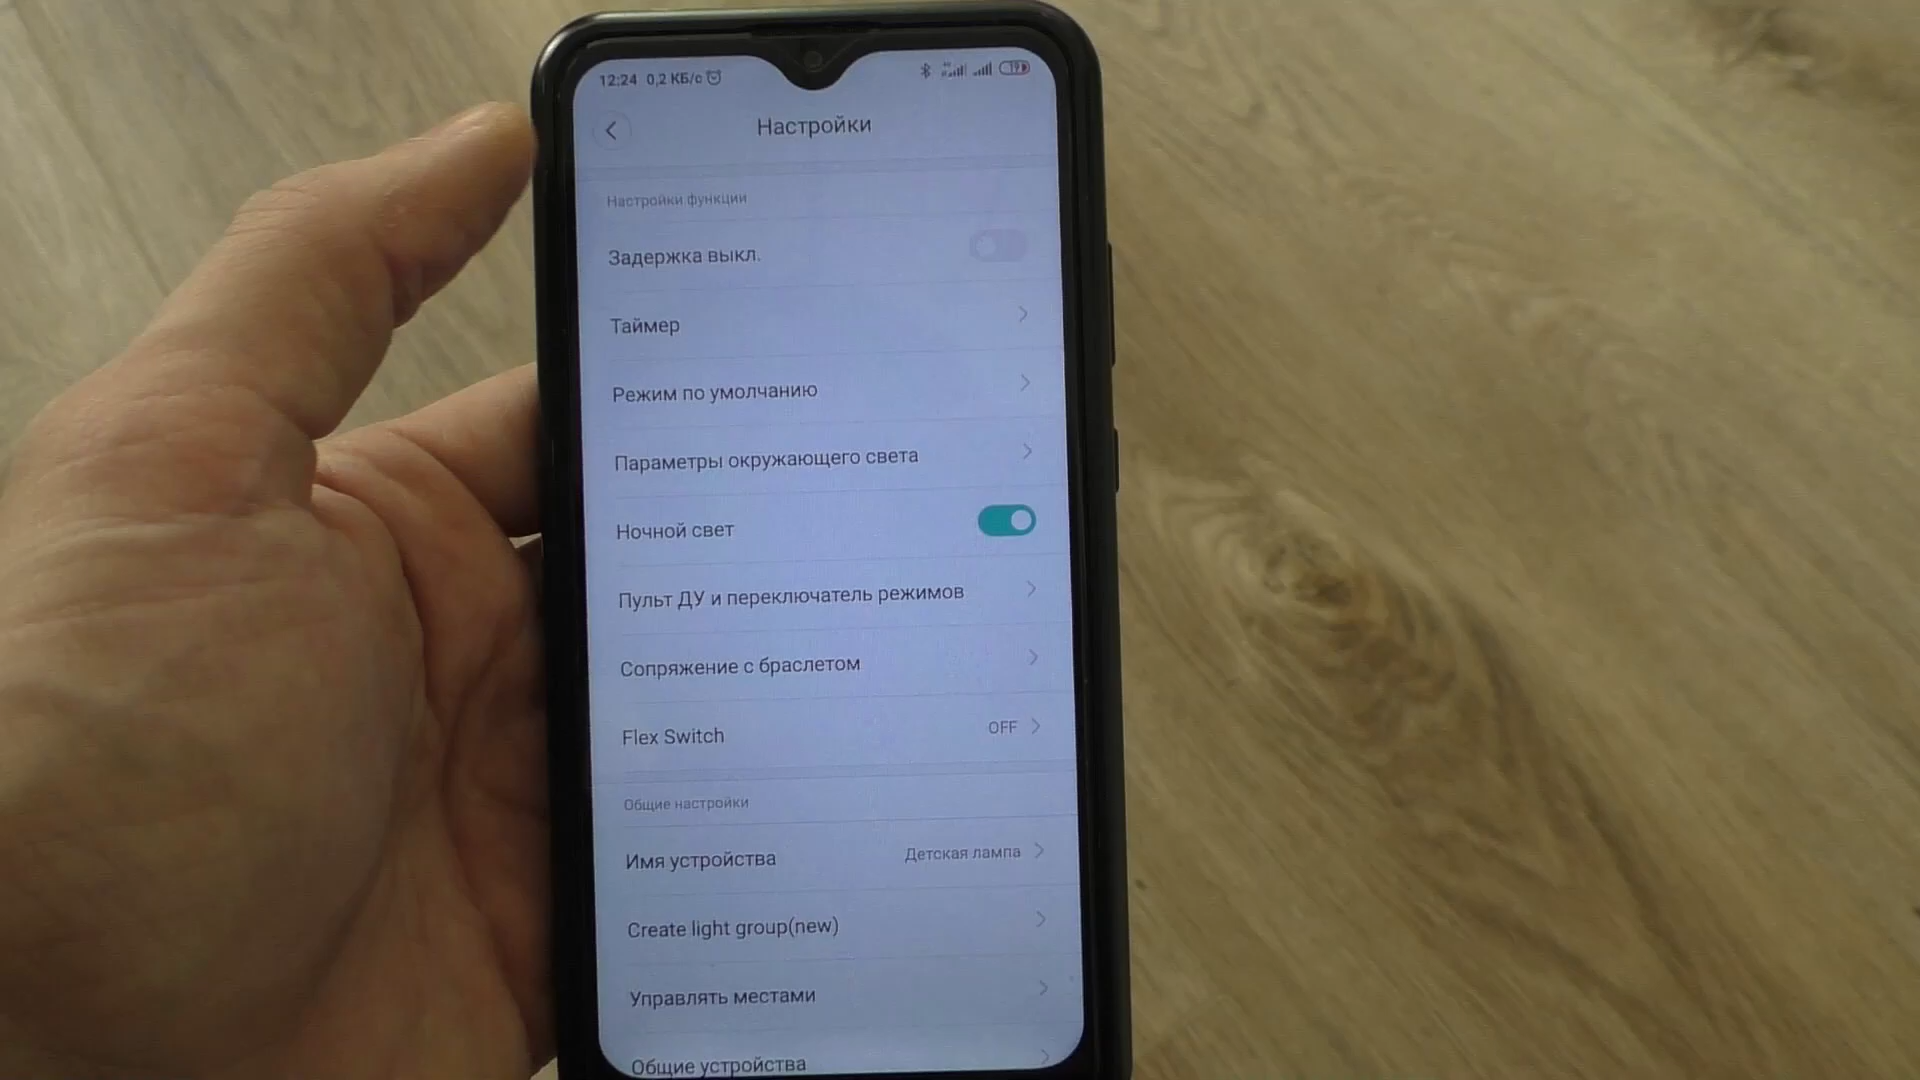 12:24 0,2 КБ/с 19
Настройки
Настройки функции
Задержка выкл.
Таймер
Режим по умолчанию
Параметры окружающего света
Ночной свет
Пульт ДУ и переключатель режимов
Сопряжение с браслетом
Flex Switch OFF
Общие настройки
Имя устройства Детская лампа
Create light group(new)
Управлять местами
Общие устройства